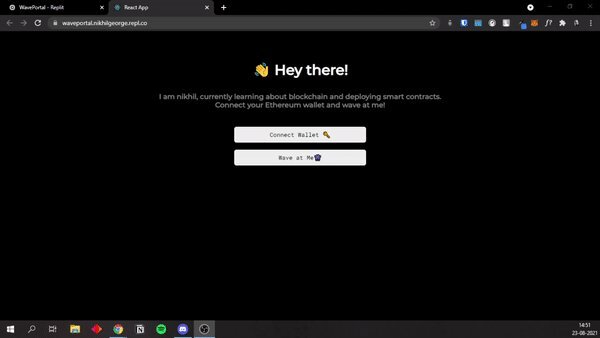 WavePortal - Replit
React App
waveportal.nikhilgeorge.repl.co
👋 Hey there!
I am nikhil, currently learning about blockchain and deploying smart contracts.
Connect your Ethereum wallet and wave at me!
Connect Wallet 🔑
Wave at Me
14:51
23-08-2021